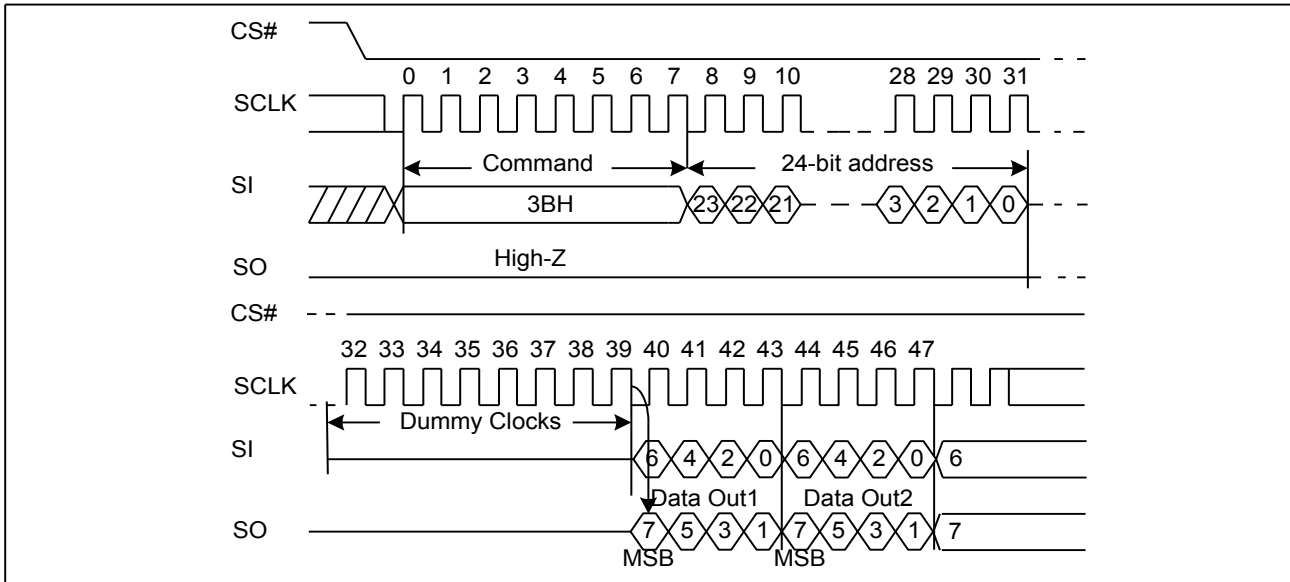 CS#
0 1 2 3 4 5 6 7 8 9 10 28 29 30 31
SCLK
Command 24-bit address
SI
3BH 23 22 21 3 2 1 0
High-Z
SO
CS#
32 33 34 35 36 37 38 39 40 41 42 43 44 45 46 47
SCLK
Dummy Clocks
SI
6 4 2 0 6 4 2 0 6
Data Out1 Data Out2
SO
7 5 3 1 7 5 3 1 7
MSB MSB